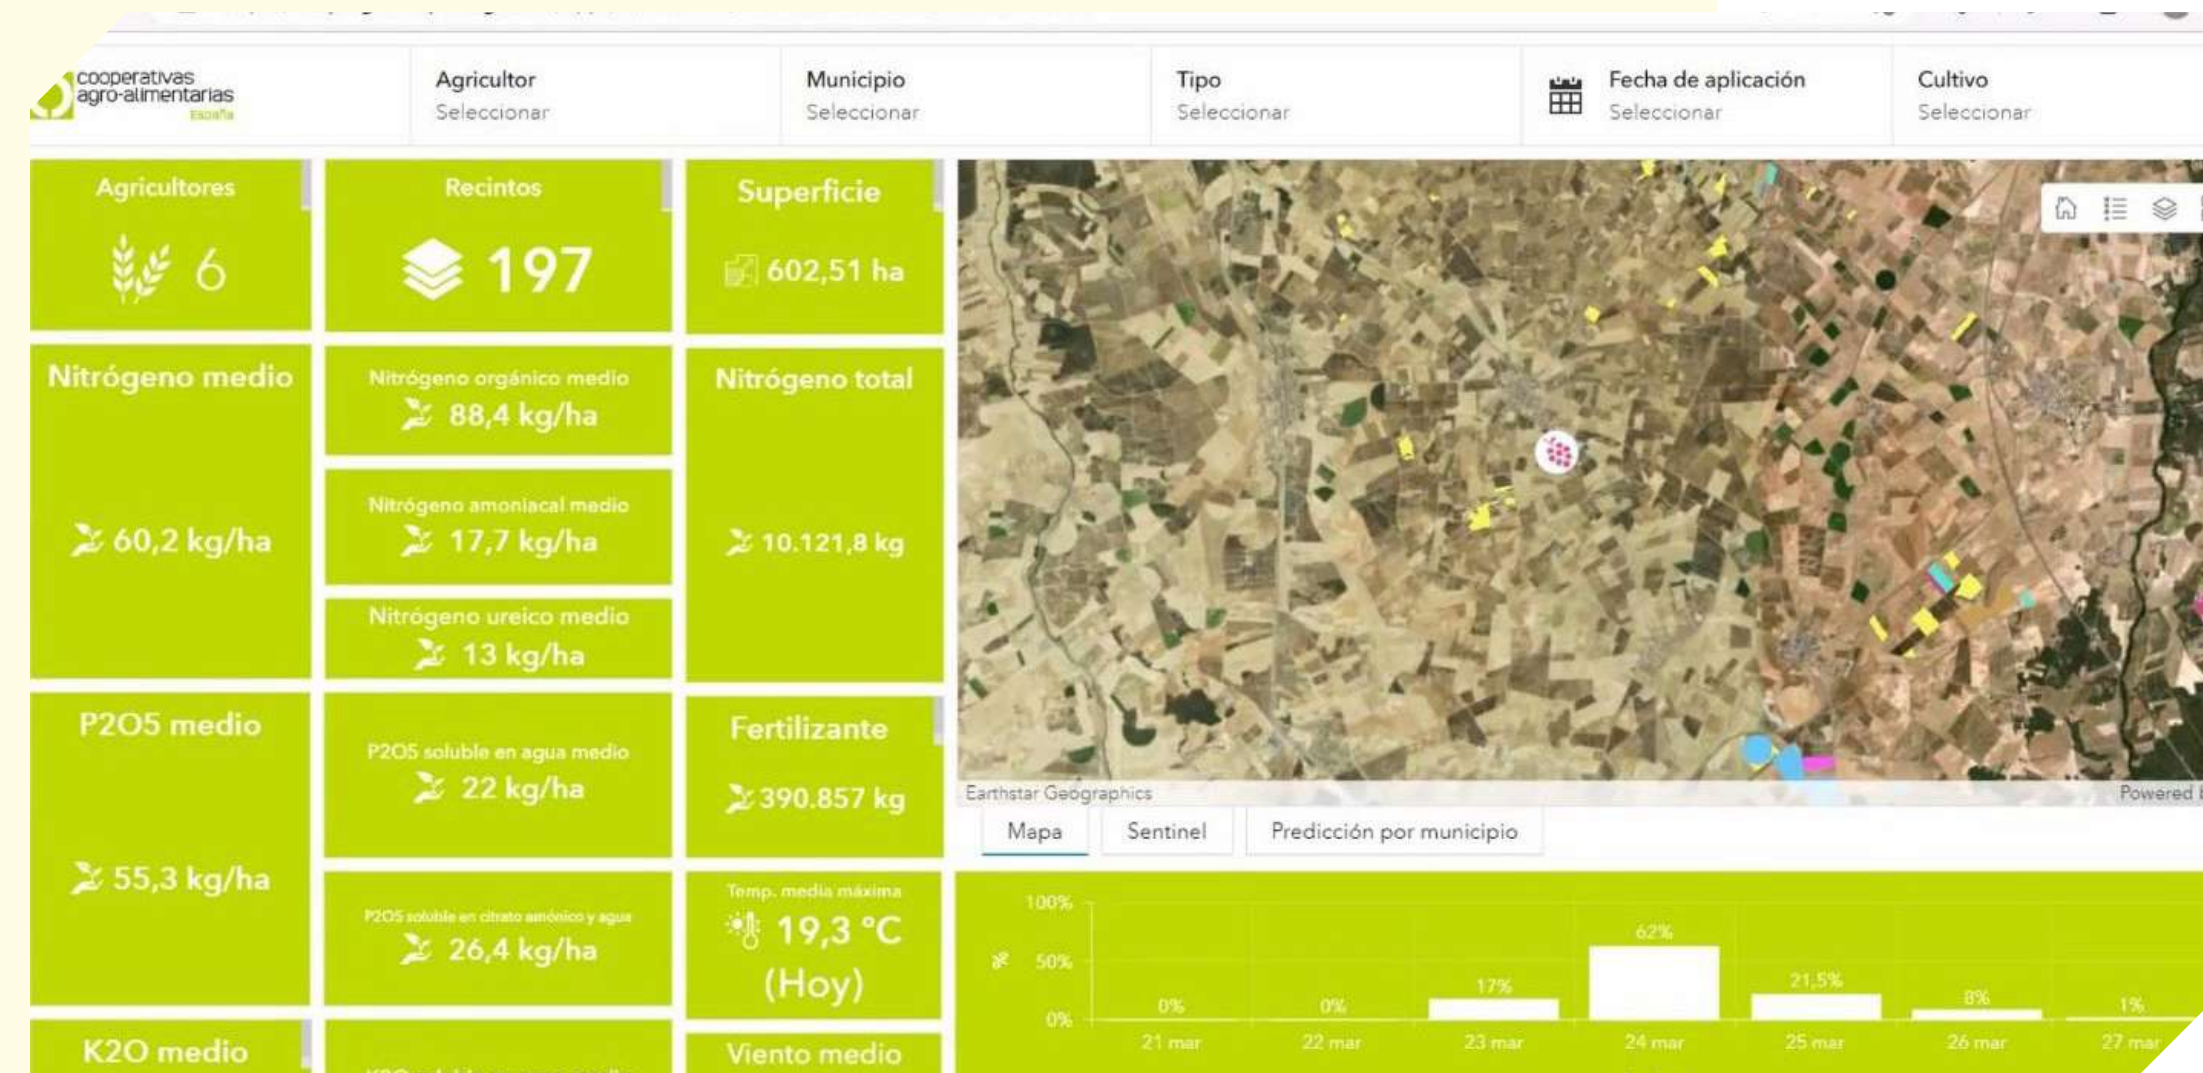 cooperativas
agro-alimentarias
España
Agricultor
Seleccionar
Municipio
Seleccionar
Tipo
Seleccionar
Fecha de aplicación
Seleccionar
Cultivo
Seleccionar
Agricultores
6
Recintos
197
Superficie
602,51 ha
Nitrógeno medio
60,2 kg/ha
Nitrógeno orgánico medio
88,4 kg/ha
Nitrógeno amoniacal medio
17,7 kg/ha
Nitrógeno ureico medio
13 kg/ha
Nitrógeno total
10.121,8 kg
P2O5 medio
55,3 kg/ha
P2O5 soluble en agua medio
22 kg/ha
P2O5 soluble en citrato amónico y agua
26,4 kg/ha
Fertilizante
390.857 kg
Temp. media máxima
19,3 °C
(Hoy)
K2O medio
Viento medio
Earthstar Geographics
Powered
Mapa
Sentinel
Predicción por municipio
%
100%
50%
0%
0%
0%
17%
62%
21,5%
8%
1%
21 mar
22 mar
23 mar
24 mar
25 mar
26 mar
27 mar